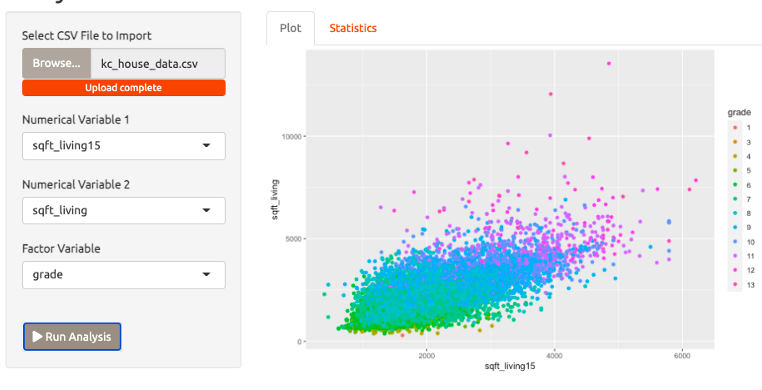 Select CSV File to Import
Browse...
kc_house_data.csv
Upload complete
Numerical Variable 1
sqft_living15
Numerical Variable 2
sqft_living
Factor Variable
grade
Run Analysis
Plot
Statistics
sqft_living
10000
5000
0
2000
4000
6000
sqft_living15
grade
1
3
4
5
6
7
8
9
10
11
12
13